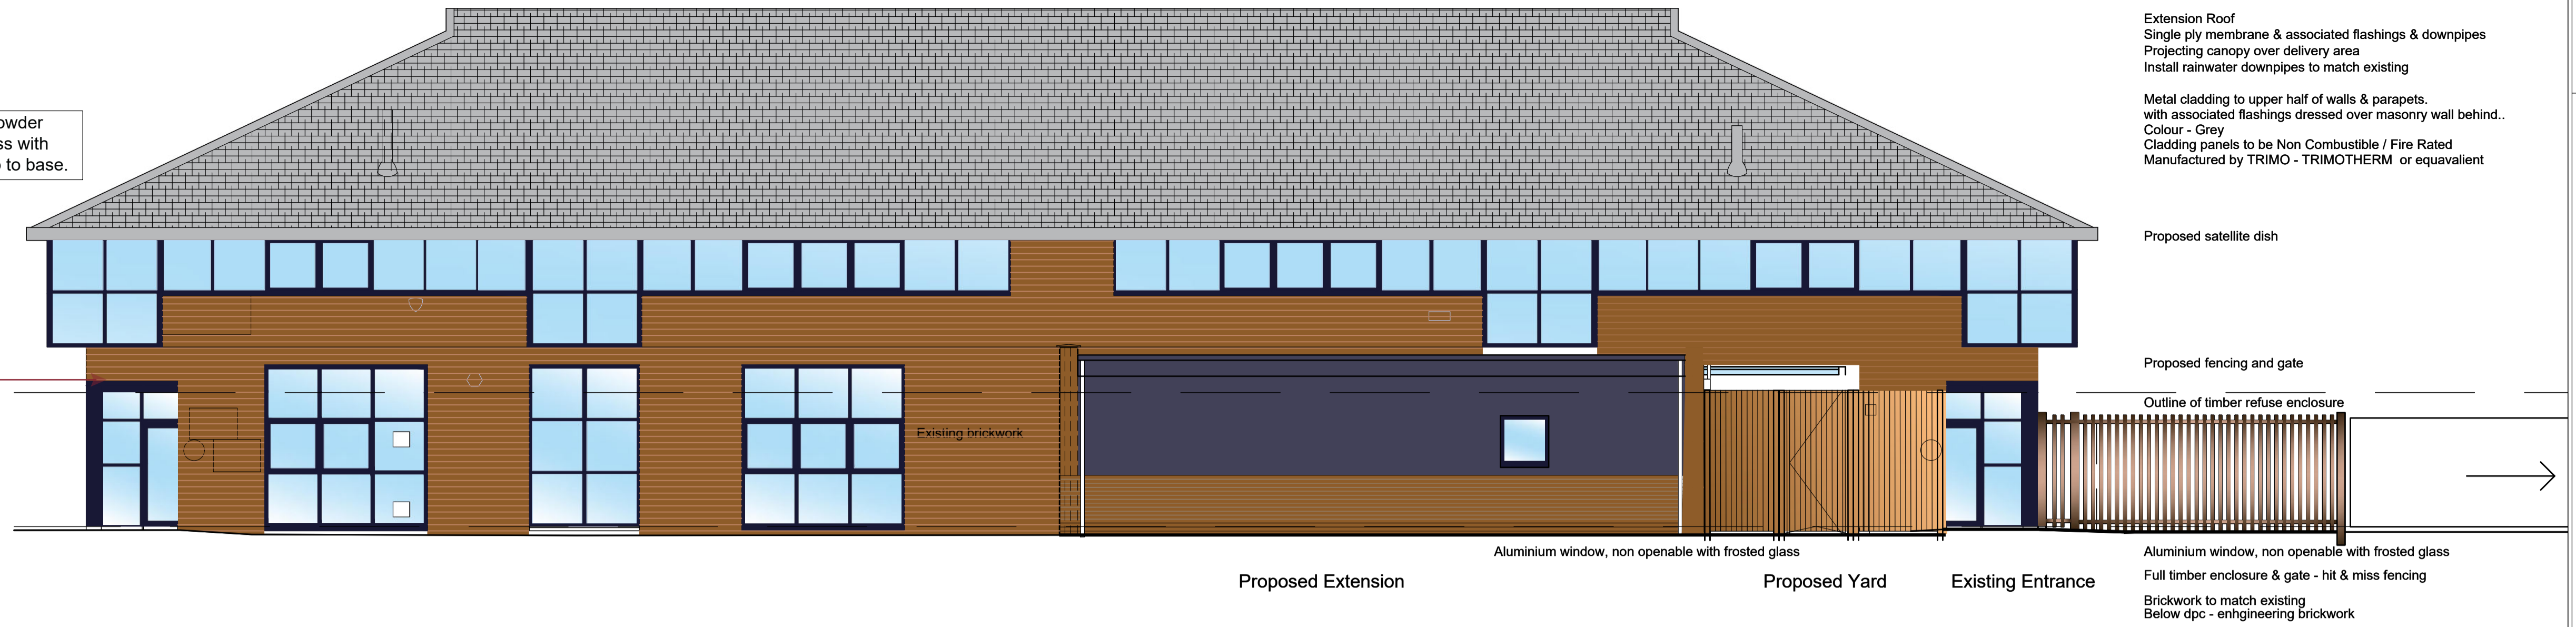 owder
ss with
to base.
Existing brickwork
Aluminium window, non openable with frosted glass
Proposed Extension
Proposed Yard
Existing Entrance
Extension Roof
Single ply membrane & associated flashings & downpipes
Projecting canopy over delivery area
Install rainwater downpipes to match existing
Metal cladding to upper half of walls & parapets.
with associated flashings dressed over masonry wall behind..
Colour - Grey
Cladding panels to be Non Combustible / Fire Rated
Manufactured by TRIMO - TRIMOTHERM or equavalient
Proposed satellite dish
Proposed fencing and gate
Outline of timber refuse enclosure
Aluminium window, non openable with frosted glass
Full timber enclosure & gate - hit & miss fencing
Brickwork to match existing
Below dpc - enhgineering brickwork